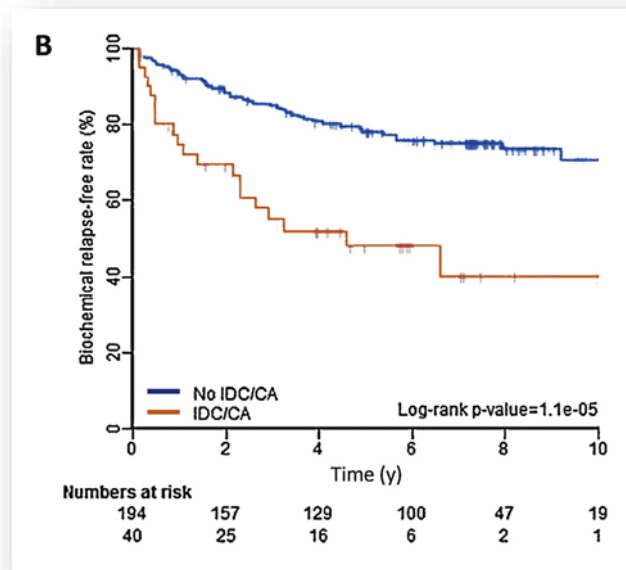 B
Biochemical relapse-free rate (%)
100
80
60
40
20
0
No IDC/CA
IDC/CA
Log-rank p-value=1.1e-05
0 2 4 6 8 10
Time (y)
Numbers at risk
194 157 129 100 47 19
40 25 16 6 2 1